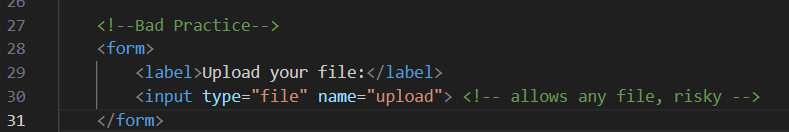 26
27 <!--Bad Practice-->
28 <form>
29 <label>Upload your file:</label>
30 <input type="file" name="upload"> <!-- allows any file, risky -->
31 </form>